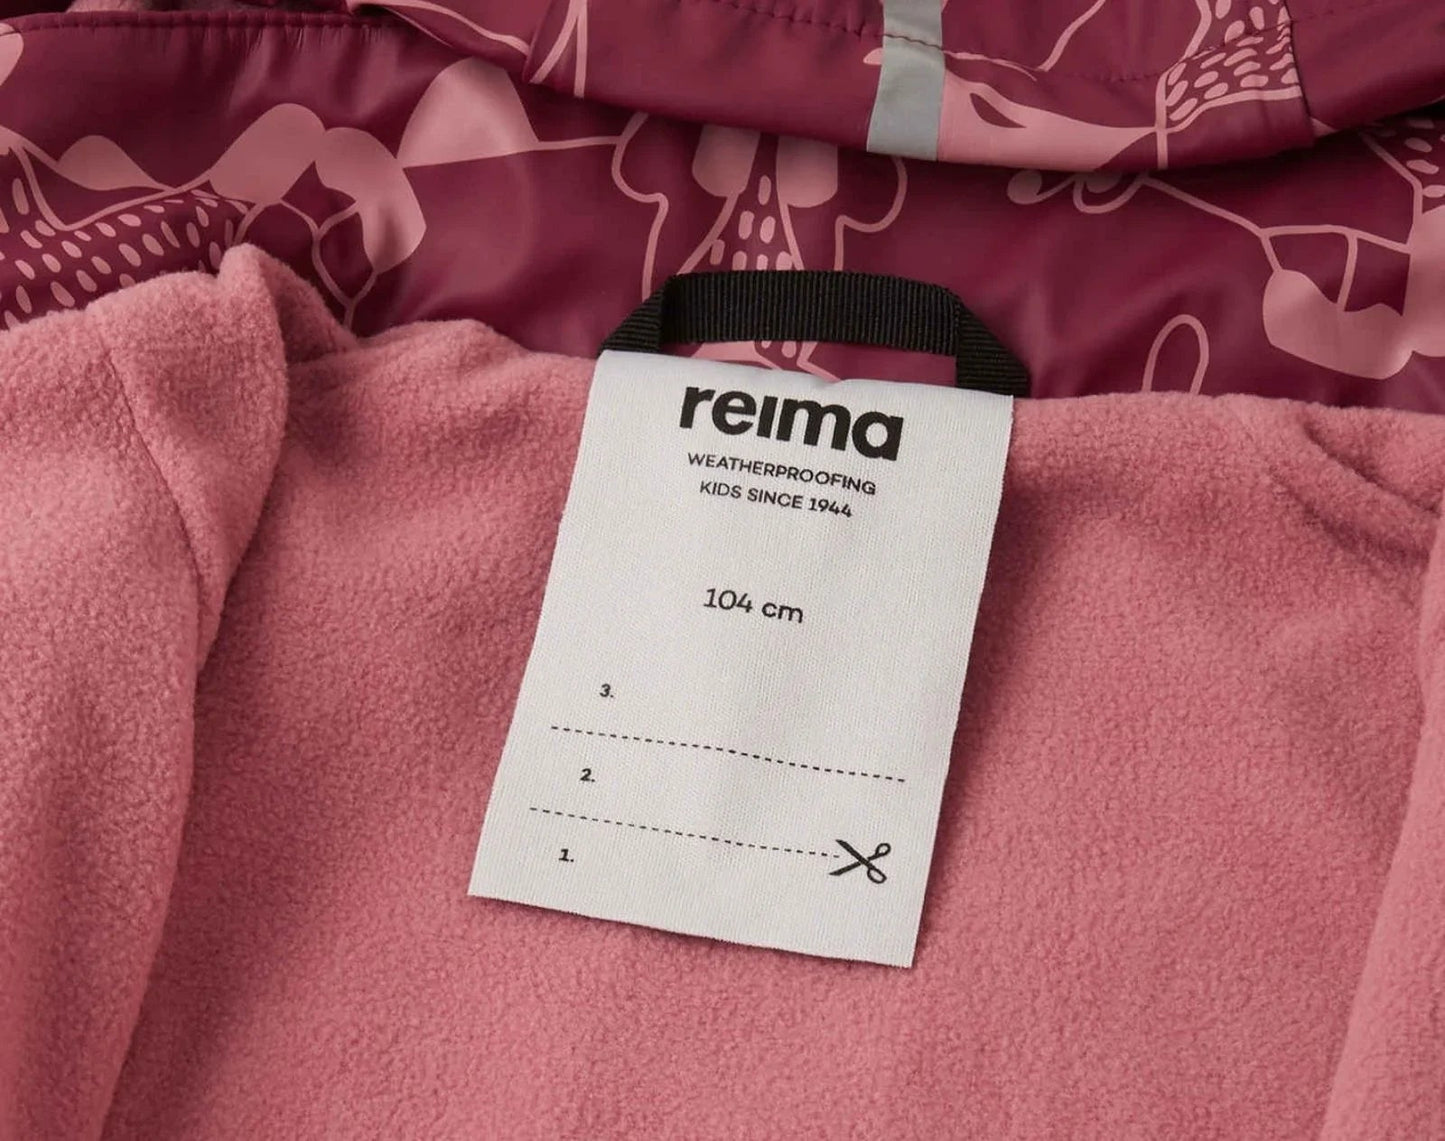 reima
WEATHERPROOFING
KIDS SINCE 1944
104 cm
3.
2.
1.